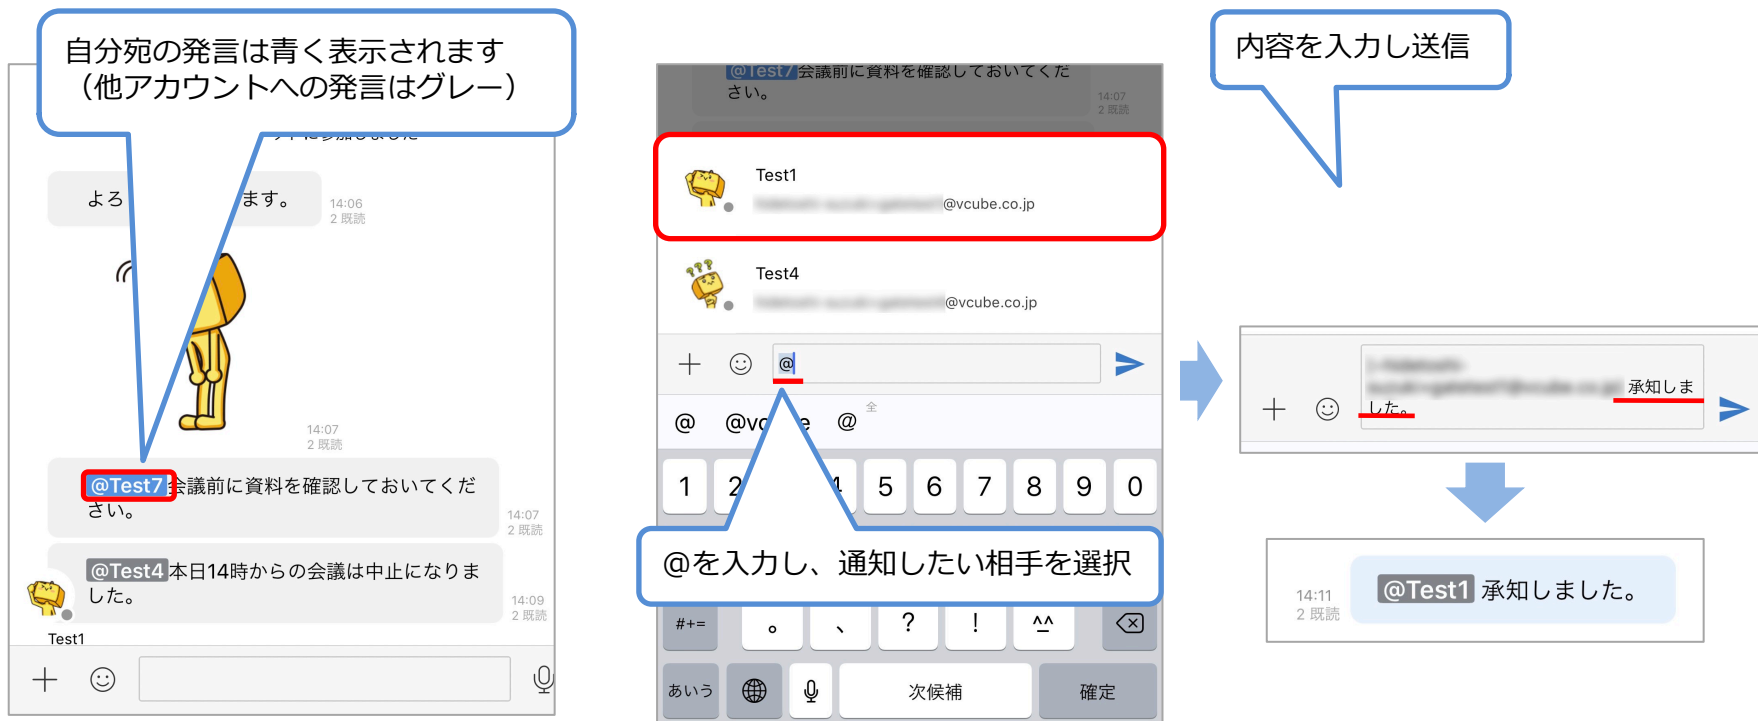 自分宛の発言は青く表示されます
（他アカウントへの発言はグレー）
よろ
ます。
14:06
2 既読
14:07
2 既読
@Test7 会議前に資料を確認しておいてくだ
さい。
14:07
2 既読
@Test4 本日14時からの会議は中止になりま
した。
14:09
2 既読
Test1
@Test7 会議前に資料を確認しておいてくだ
さい。
14:07
2 既読
Test1
@vcube.co.jp
Test4
@vcube.co.jp
@
@
@vc
e
@
全
1
2
4
5
6
7
8
9
0
@を入力し、通知したい相手を選択
#+=
。
、
?
!
^^
あいう
次候補
確定
内容を入力し送信
承知しま
した。
14:11
2 既読
@Test1 承知しました。